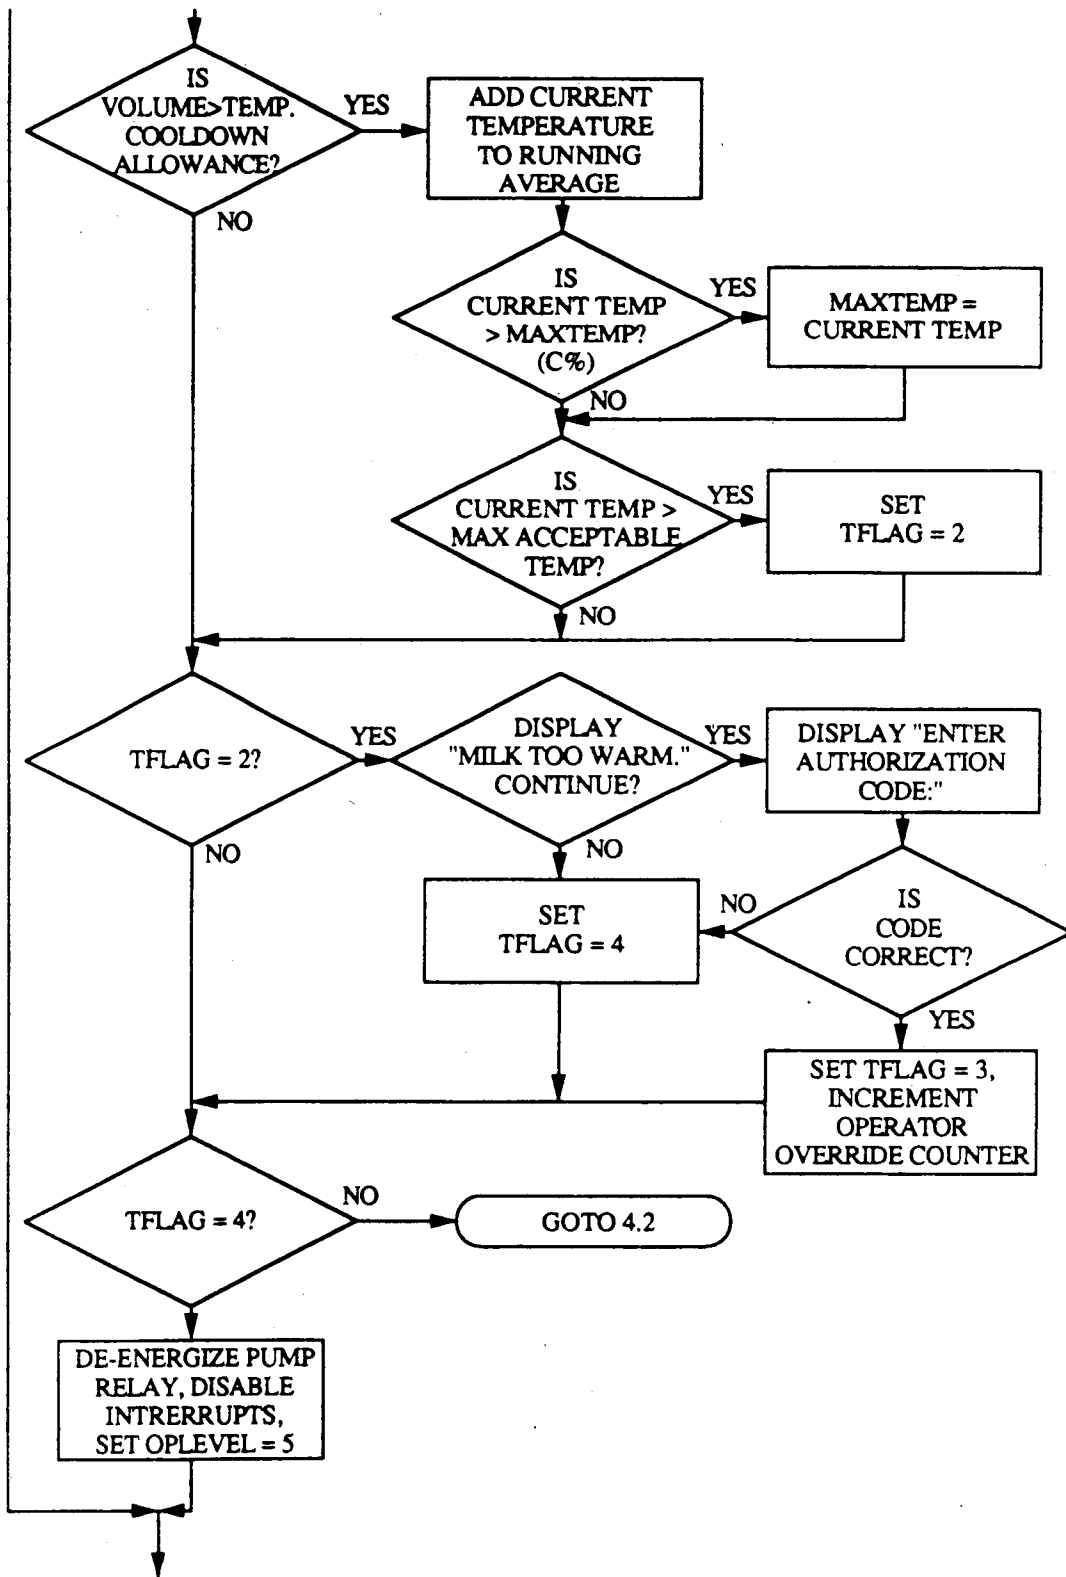 IS
VOLUME>TEMP.
COOLDOWN
ALLOWANCE?
YES
NO
ADD CURRENT
TEMPERATURE
TO RUNNING
AVERAGE
IS
CURRENT TEMP
> MAXTEMP?
(C%)
YES
NO
MAXTEMP =
CURRENT TEMP
IS
CURRENT TEMP >
MAX ACCEPTABLE
TEMP?
YES
NO
SET
TFLAG = 2
TFLAG = 2?
YES
NO
DISPLAY
"MILK TOO WARM."
CONTINUE?
YES
NO
DISPLAY "ENTER
AUTHORIZATION
CODE:"
SET
TFLAG = 4
NO
IS
CODE
CORRECT?
YES
SET TFLAG = 3,
INCREMENT
OPERATOR
OVERRIDE COUNTER
TFLAG = 4?
NO
GOTO 4.2
DE-ENERGIZE PUMP
RELAY, DISABLE
INTRERRUPTS,
SET OPLEVEL = 5